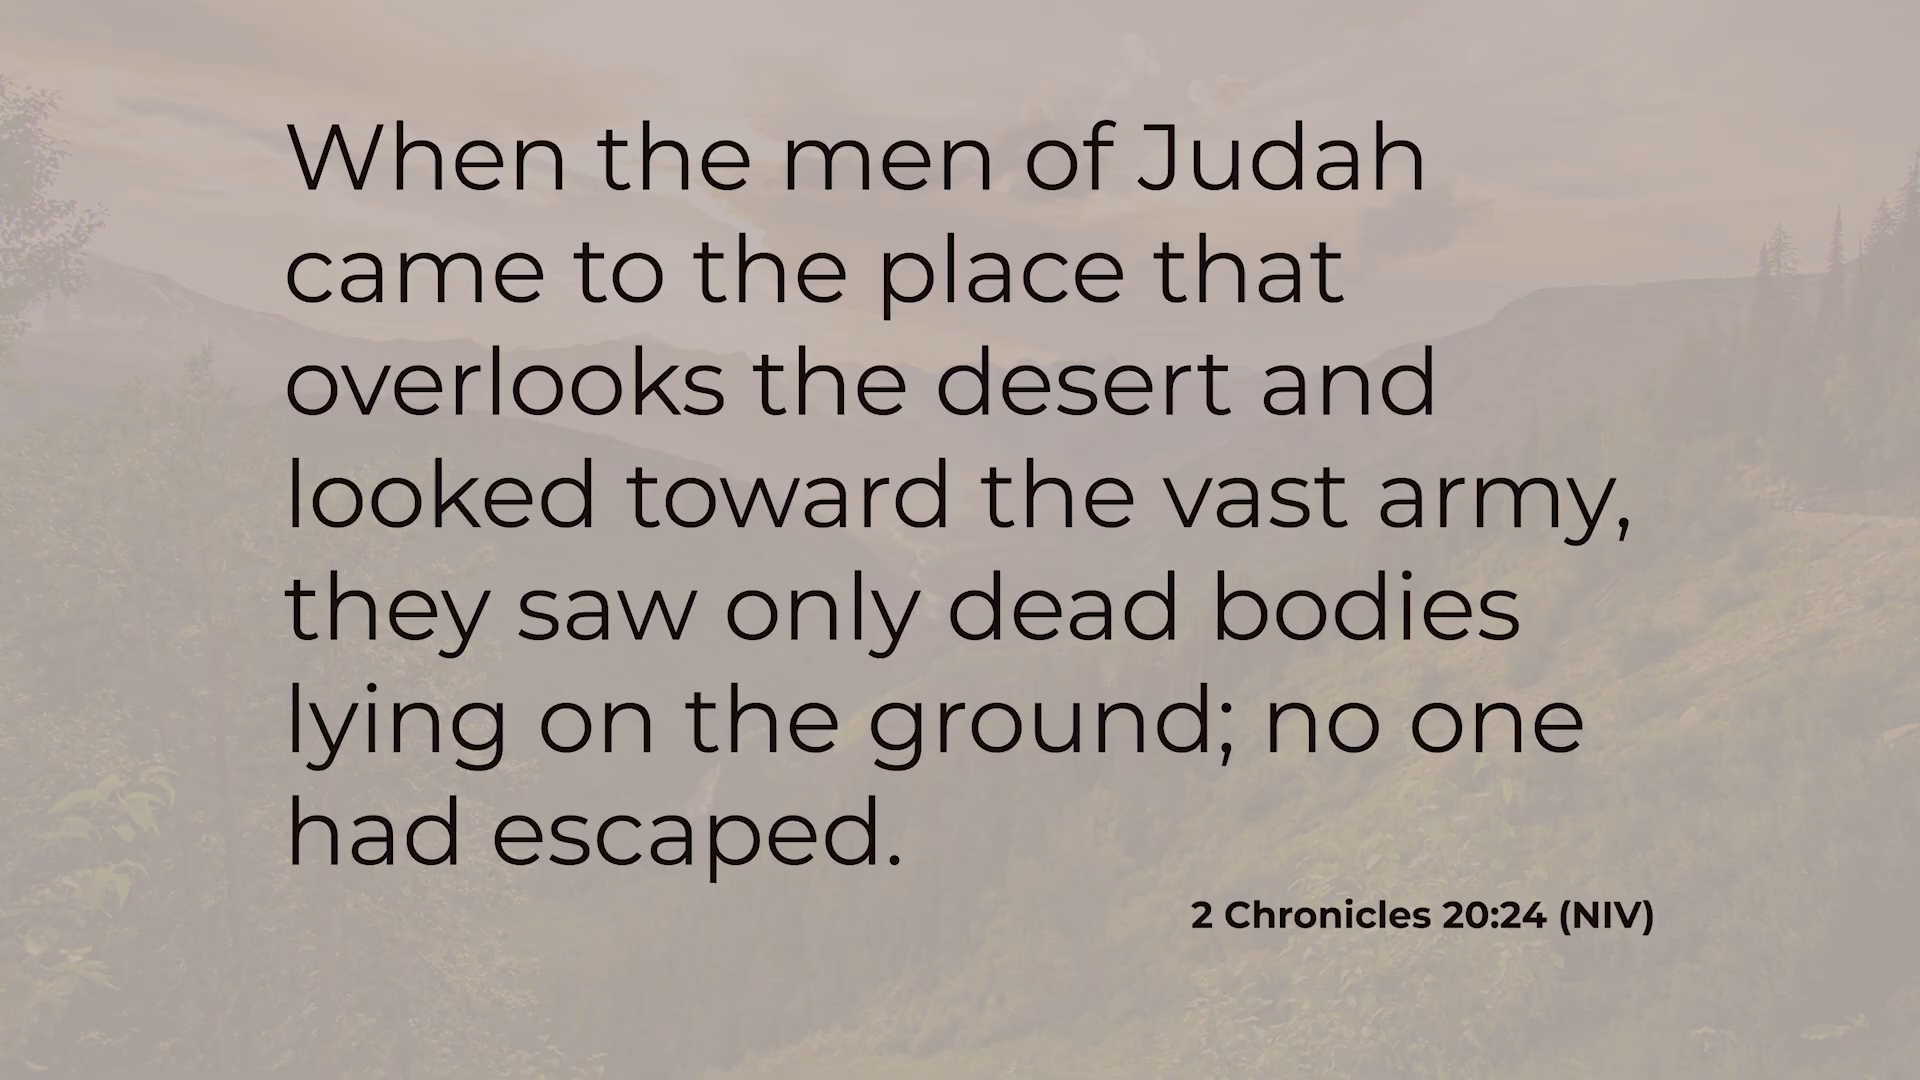 When the men of Judah
came to the place that
overlooks the desert and
looked toward the vast army,
they saw only dead bodies
lying on the ground; no one
had escaped.
2 Chronicles 20:24 (NIV)